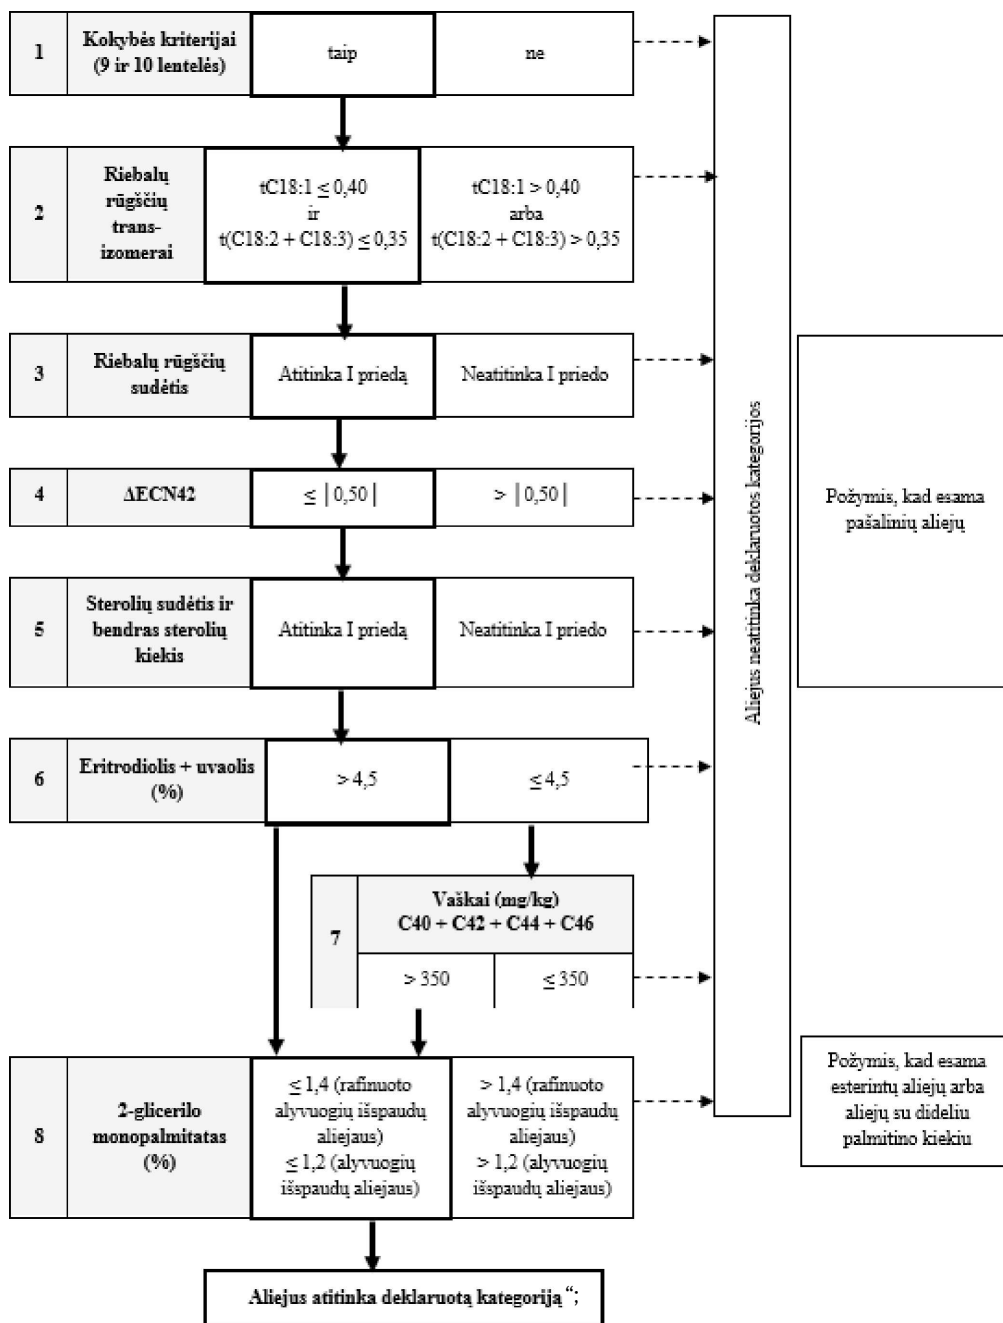 1
Kokybės kriterijai
(9 ir 10 lentelės)
taip
ne
2
Riebalų
rūgščių
trans-
izomerai
tC18:1 ≤ 0,40
ir
t(C18:2 + C18:3) ≤ 0,35
tC18:1 > 0,40
arba
t(C18:2 + C18:3) > 0,35
3
Riebalų rūgščių
sudėtis
Atitinka I priedą
Neatitinka I priedo
4
ΔECN42
≤ | 0,50 |
> | 0,50 |
5
Sterolių sudėtis ir
bendras sterolių
kiekis
Atitinka I priedą
Neatitinka I priedo
6
Eritrodiolis + uvaolis
(%)
> 4,5
≤ 4,5
7
Vaškai (mg/kg)
C40 + C42 + C44 + C46
> 350
≤ 350
8
2-glicerilo
monopalmitatas
(%)
≤ 1,4 (rafinuoto
alyvuogių išspaudų
aliejaus)
≤ 1,2 (alyvuogių
išspaudų aliejaus)
> 1,4 (rafinuoto
alyvuogių išspaudų
aliejaus)
> 1,2 (alyvuogių
išspaudų aliejaus)
Aliejus neatitinka deklaruotos kategorijos
Požymis, kad esama
pašalinių aliejų
Požymis, kad esama
esterintų aliejų arba
aliejų su dideliu
palmitino kiekiu
Aliejus atitinka deklaruotą kategoriją “;